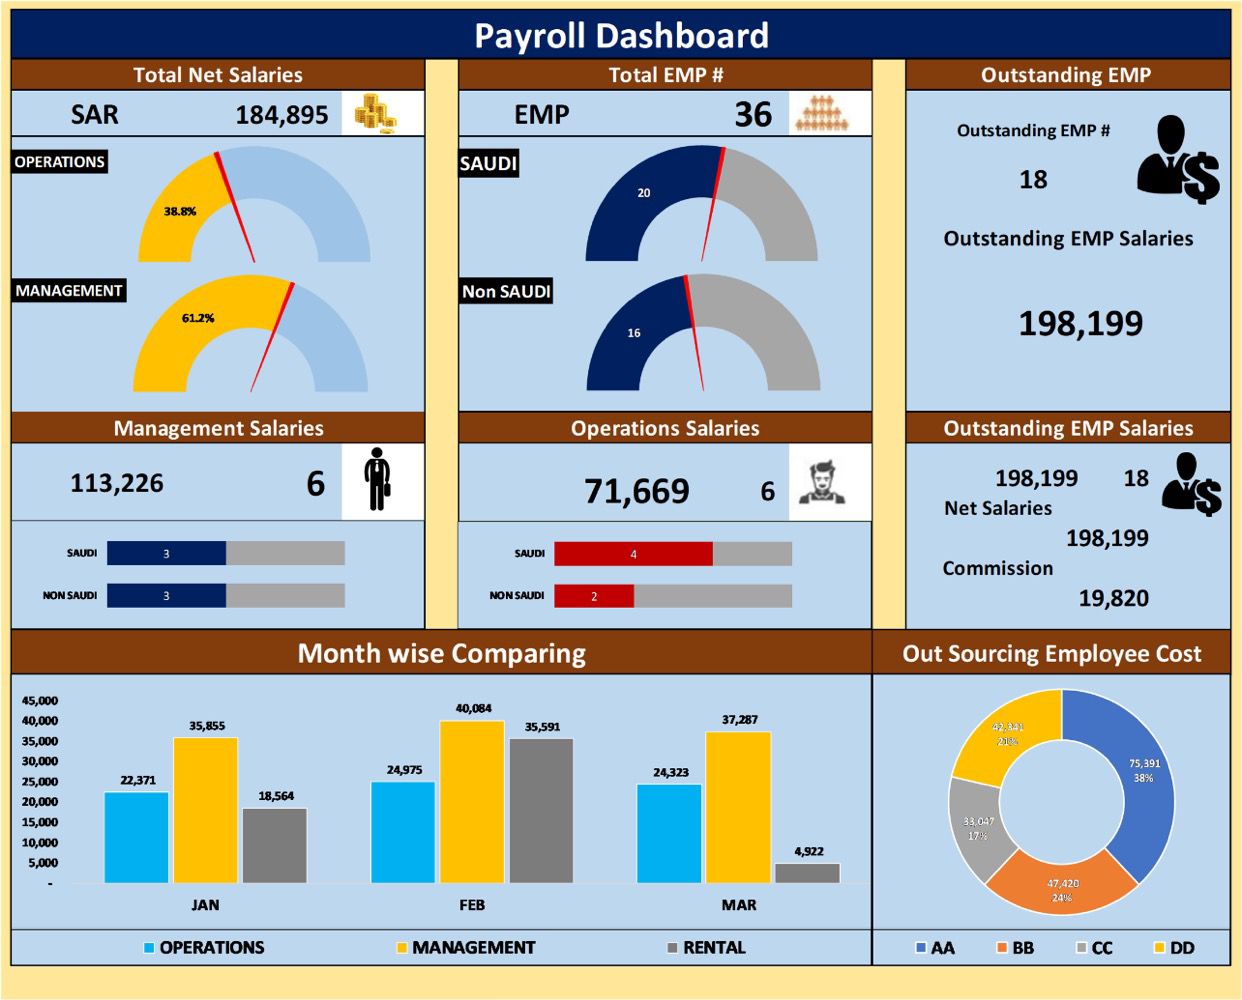 Payroll Dashboard
Total Net Salaries
SAR 184,895
OPERATIONS
38.8%
MANAGEMENT
61.2%
Total EMP #
EMP 36
SAUDI
20
Non SAUDI
16
Outstanding EMP
Outstanding EMP #
18
Outstanding EMP Salaries
198,199
Management Salaries
113,226 6
SAUDI 3
NON SAUDI 3
Operations Salaries
71,669 6
SAUDI 4
NON SAUDI 2
Outstanding EMP Salaries
198,199 18
Net Salaries
198,199
Commission
19,820
Month wise Comparing
45,000
40,000
35,000
30,000
25,000
20,000
15,000
10,000
5,000
-
22,371
35,855
18,564
24,975
40,084
35,591
24,323
37,287
4,922
JAN FEB MAR
OPERATIONS MANAGEMENT RENTAL
Out Sourcing Employee Cost
75,391
38%
47,420
24%
33,047
17%
42,341
21%
AA BB CC DD